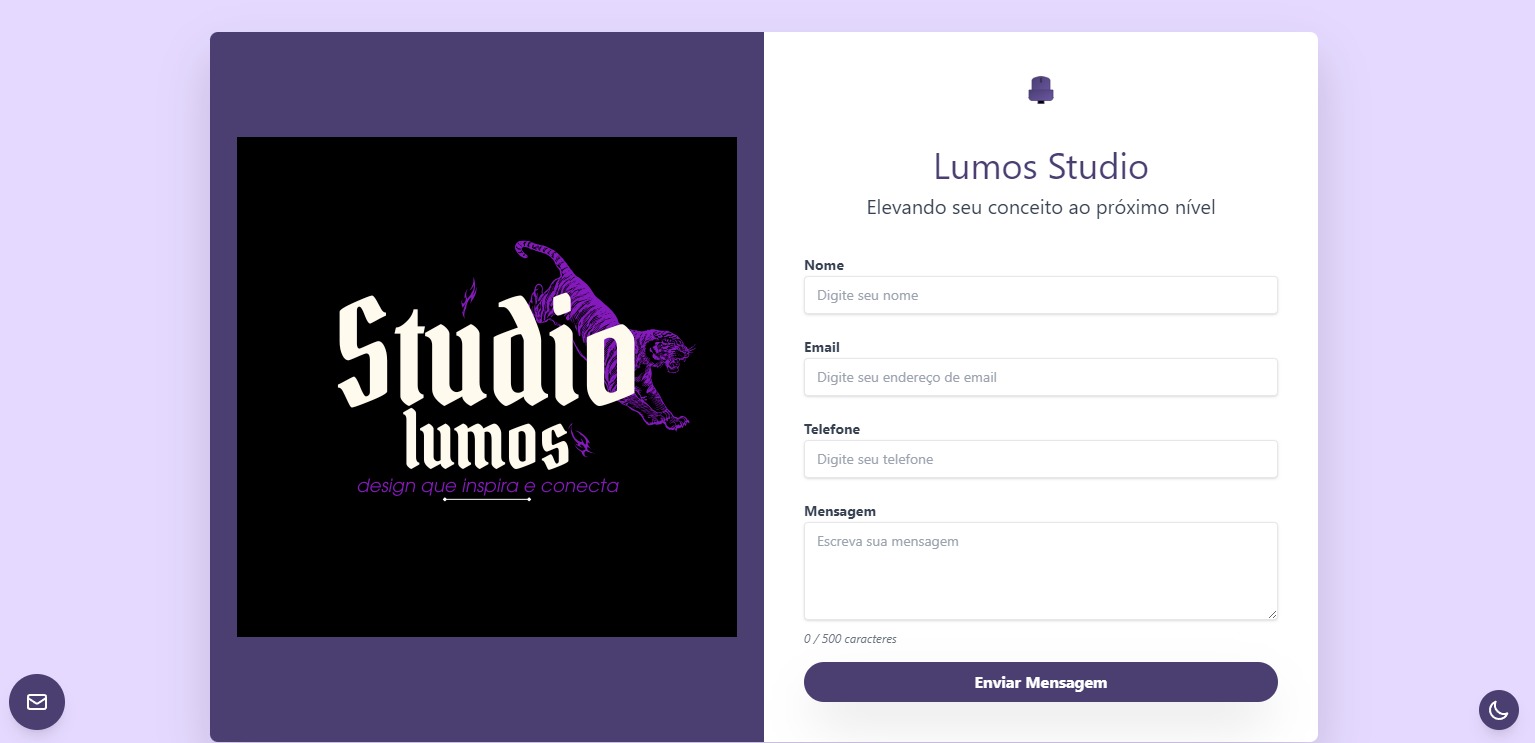 Studio
lumos
design que inspira e conecta
Lumos Studio
Elevando seu conceito ao próximo nível
Nome
Digite seu nome
Email
Digite seu endereço de email
Telefone
Digite seu telefone
Mensagem
Escreva sua mensagem
0 / 500 caracteres
Enviar Mensagem